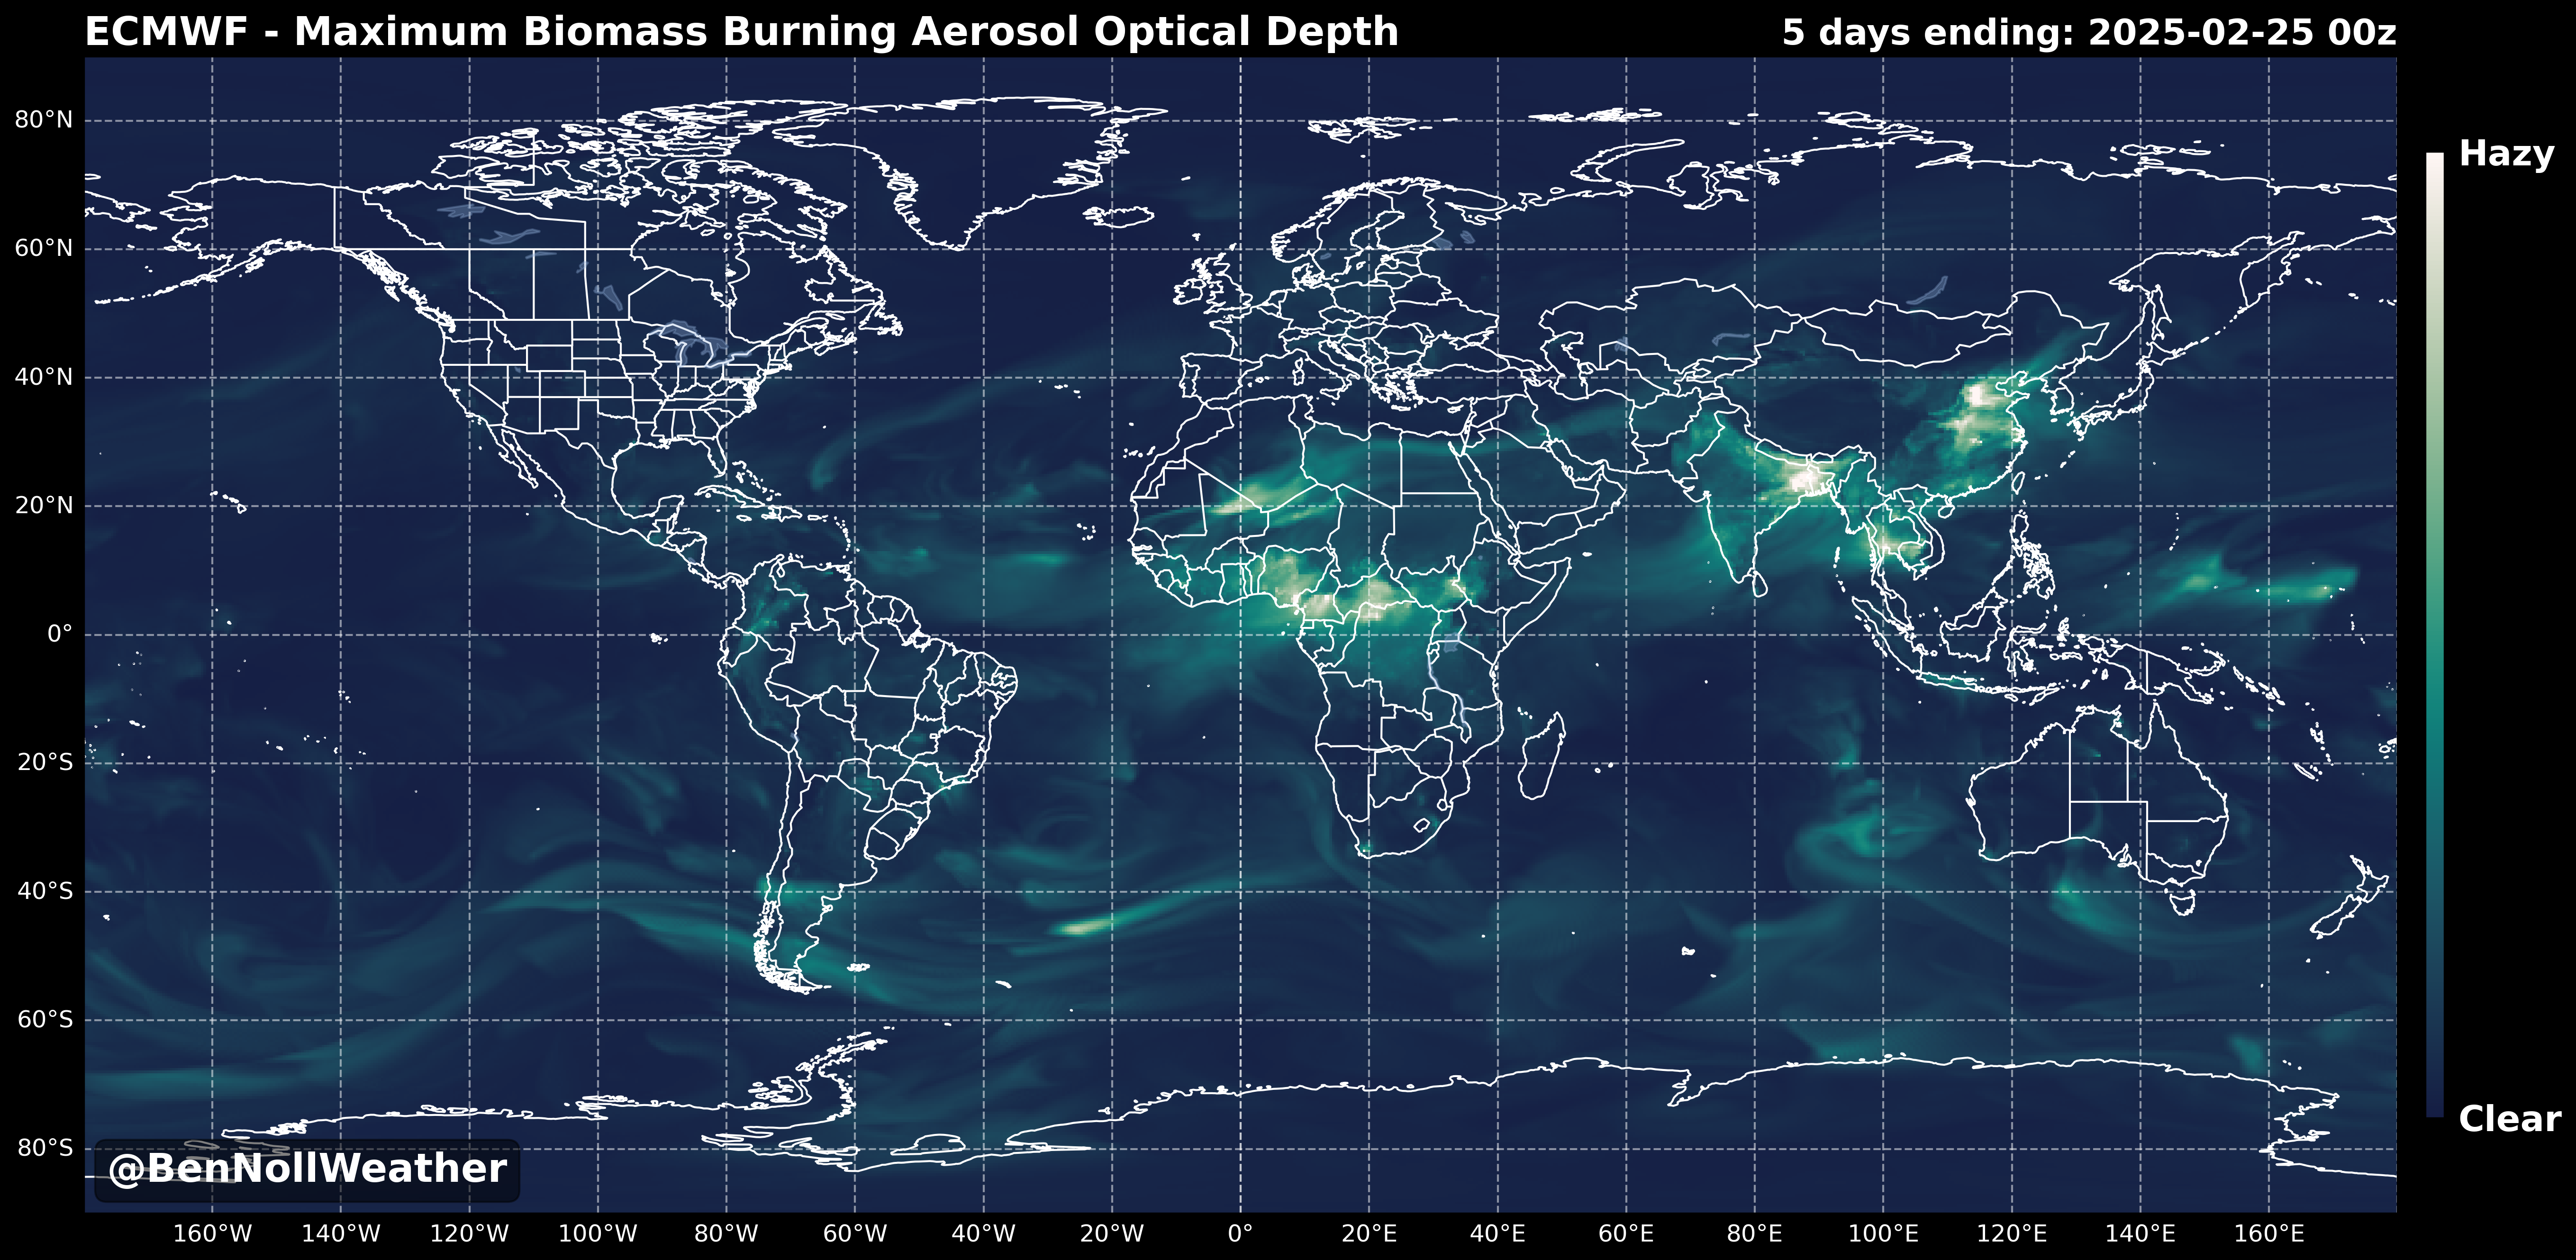 ECMWF - Maximum Biomass Burning Aerosol Optical Depth
5 days ending: 2025-02-25 00z
80°N
60°N
40°N
20°N
0°
20°S
40°S
60°S
80°S
Hazy
Clear
@BenNollWeather
160°W 140°W 120°W 100°W 80°W 60°W 40°W 20°W 0° 20°E 40°E 60°E 80°E 100°E 120°E 140°E 160°E